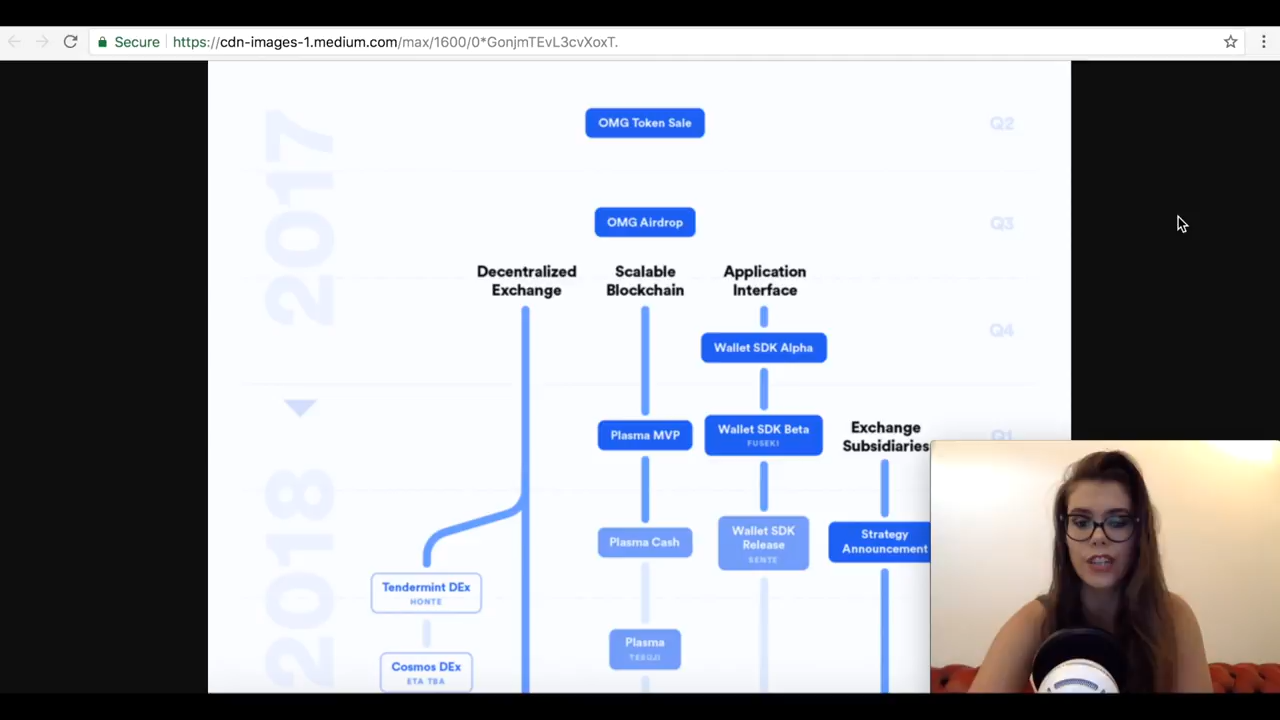 Secure
https://cdn-images-1.medium.com/max/1600/0*GonjmTEvL3cvXoxT.
2017
OMG Token Sale
Q2
OMG Airdrop
Q3
Decentralized
Exchange
Scalable
Blockchain
Application
Interface
Wallet SDK Alpha
Q4
2018
Plasma MVP
Wallet SDK Beta
FUSEKI
Exchange
Subsidiaries
Q1
Plasma Cash
Wallet SDK
Release
SENTE
Strategy
Announcement
Tendermint DEx
HONTE
Plasma
TESUJI
Cosmos DEx
ETA TBA